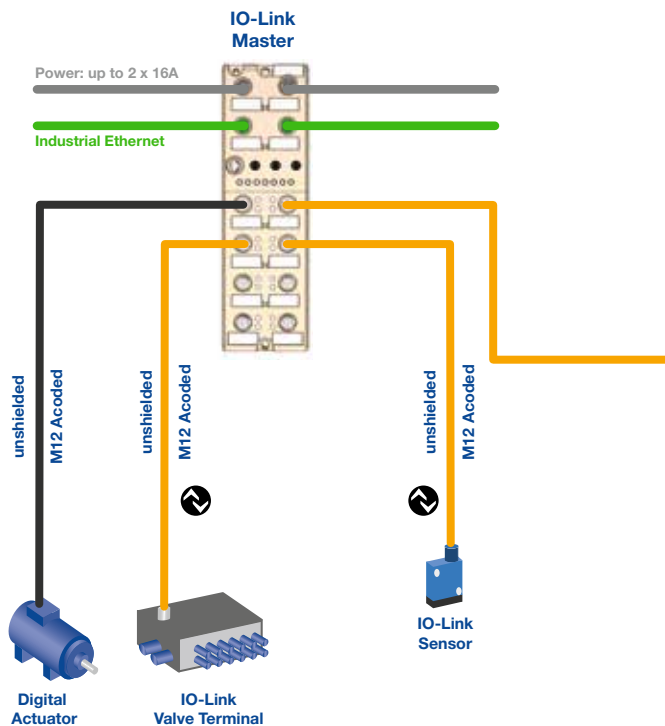 IO-Link
Master
Power: up to 2 x 16A
Industrial Ethernet
unshielded
M12 Acoded
unshielded
M12 Acoded
unshielded
M12 Acoded
IO-Link
Sensor
Digital
Actuator
IO-Link
Valve Terminal